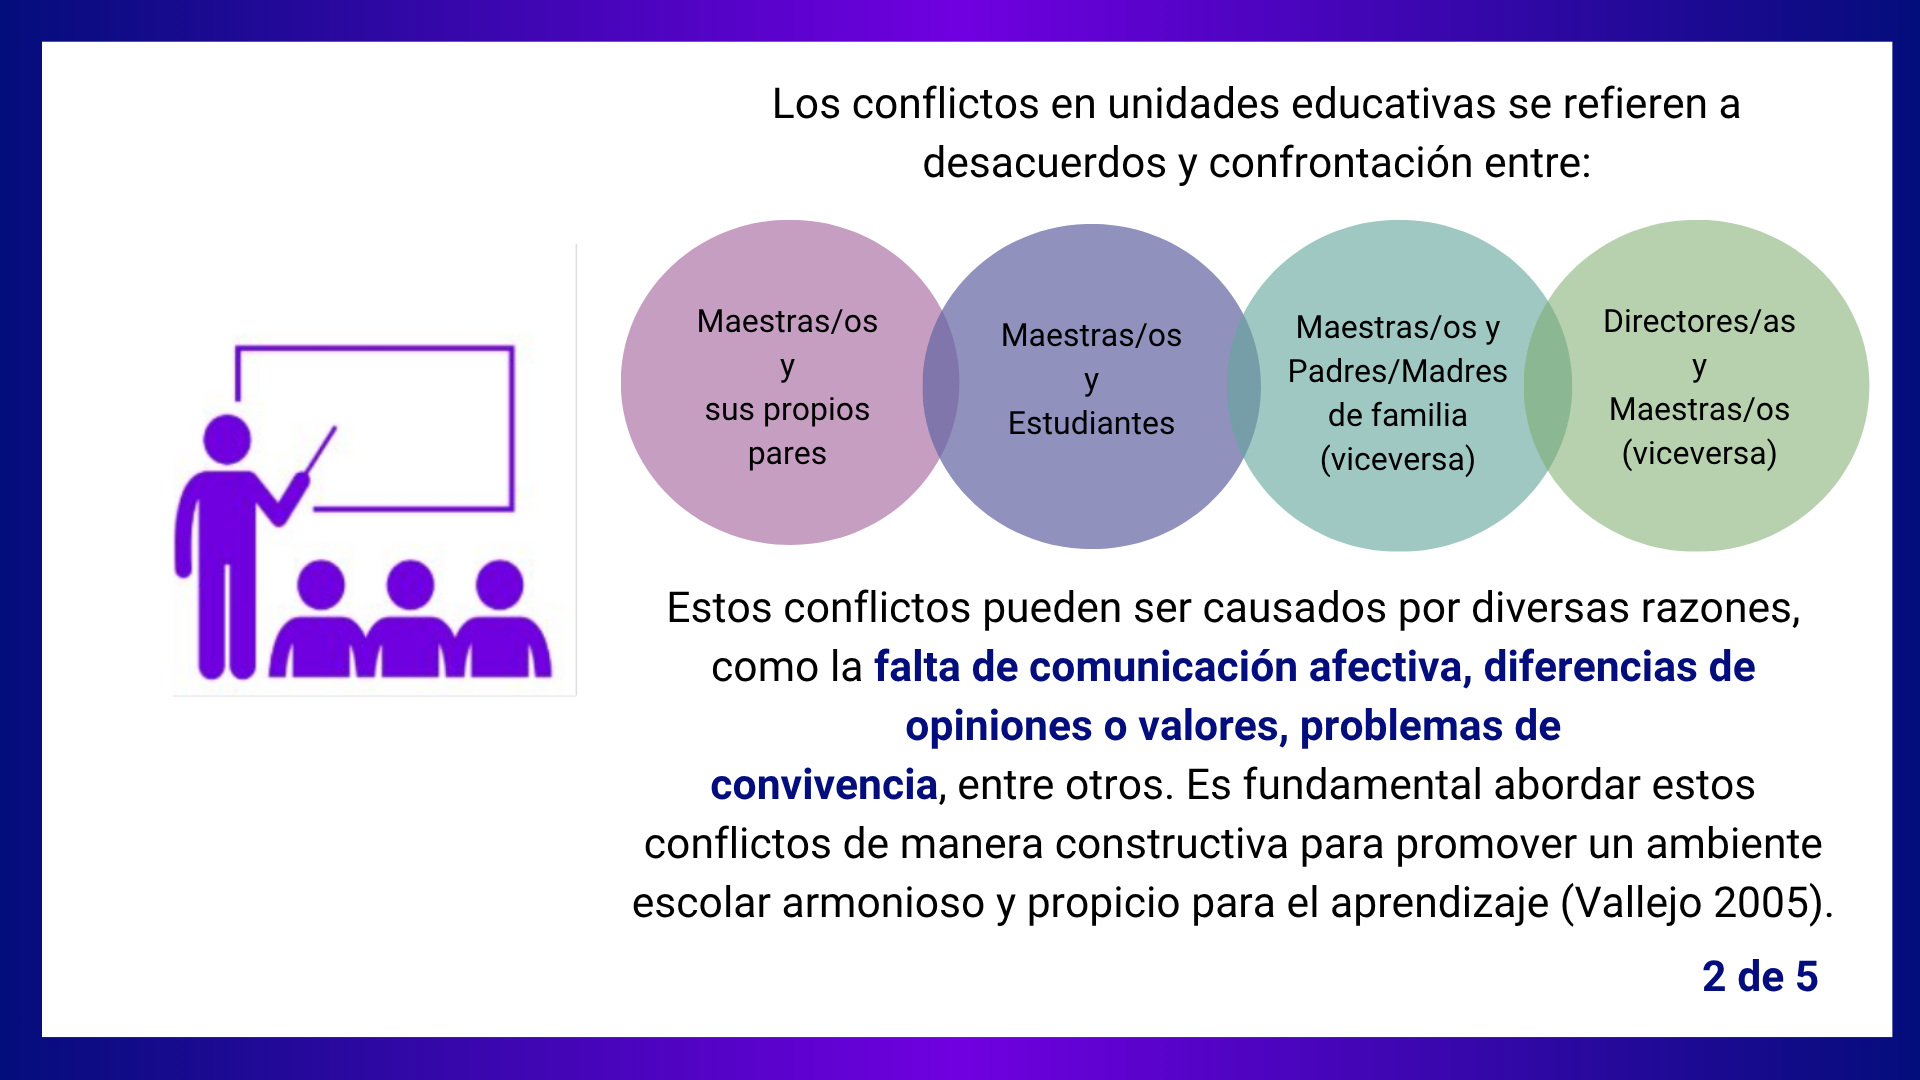 Los conflictos en unidades educativas se refieren a
desacuerdos y confrontación entre:
Maestras/os
y
sus propios
pares
Maestras/os
y
Estudiantes
Maestras/os y
Padres/Madres
de familia
(viceversa)
Directores/as
y
Maestras/os
(viceversa)
Estos conflictos pueden ser causados por diversas razones,
como la falta de comunicación afectiva, diferencias de
opiniones o valores, problemas de
convivencia, entre otros. Es fundamental abordar estos
conflictos de manera constructiva para promover un ambiente
escolar armonioso y propicio para el aprendizaje (Vallejo 2005).
2 de 5